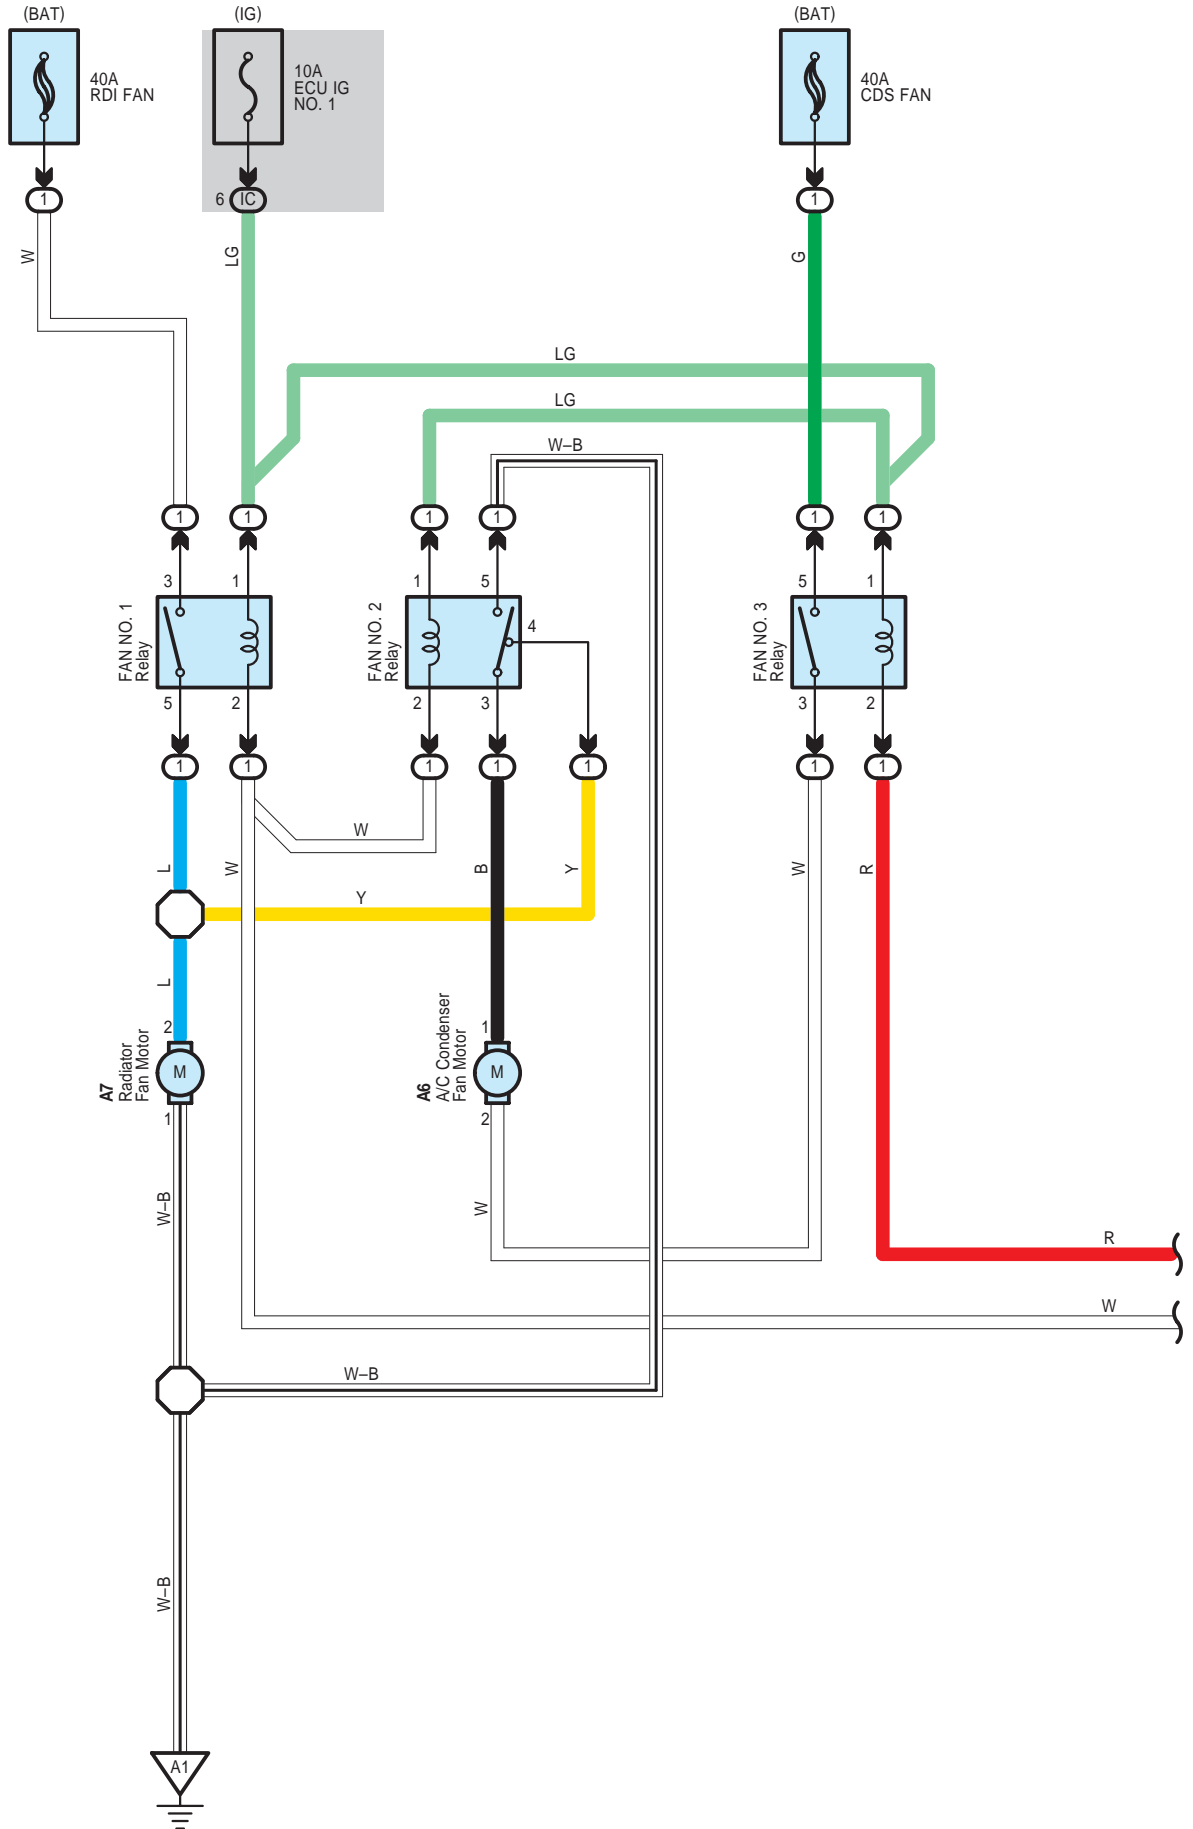 (BAT)
(IG)
(BAT)
40A
RDI FAN
10A
ECU IG
NO. 1
40A
CDS FAN
1
6
IC
1
W
LG
G
LG
LG
W–B
1
1
1
1
1
1
3
1
1
5
5
1
4
FAN NO. 1
Relay
FAN NO. 2
Relay
FAN NO. 3
Relay
5
2
2
3
3
2
1
1
1
1
1
1
1
W
L
W
B
Y
W
R
Y
L
2
1
A7
Radiator
Fan Motor
M
A6
A/C Condenser
Fan Motor
M
1
2
W–B
W
R
W
W–B
W–B
A1